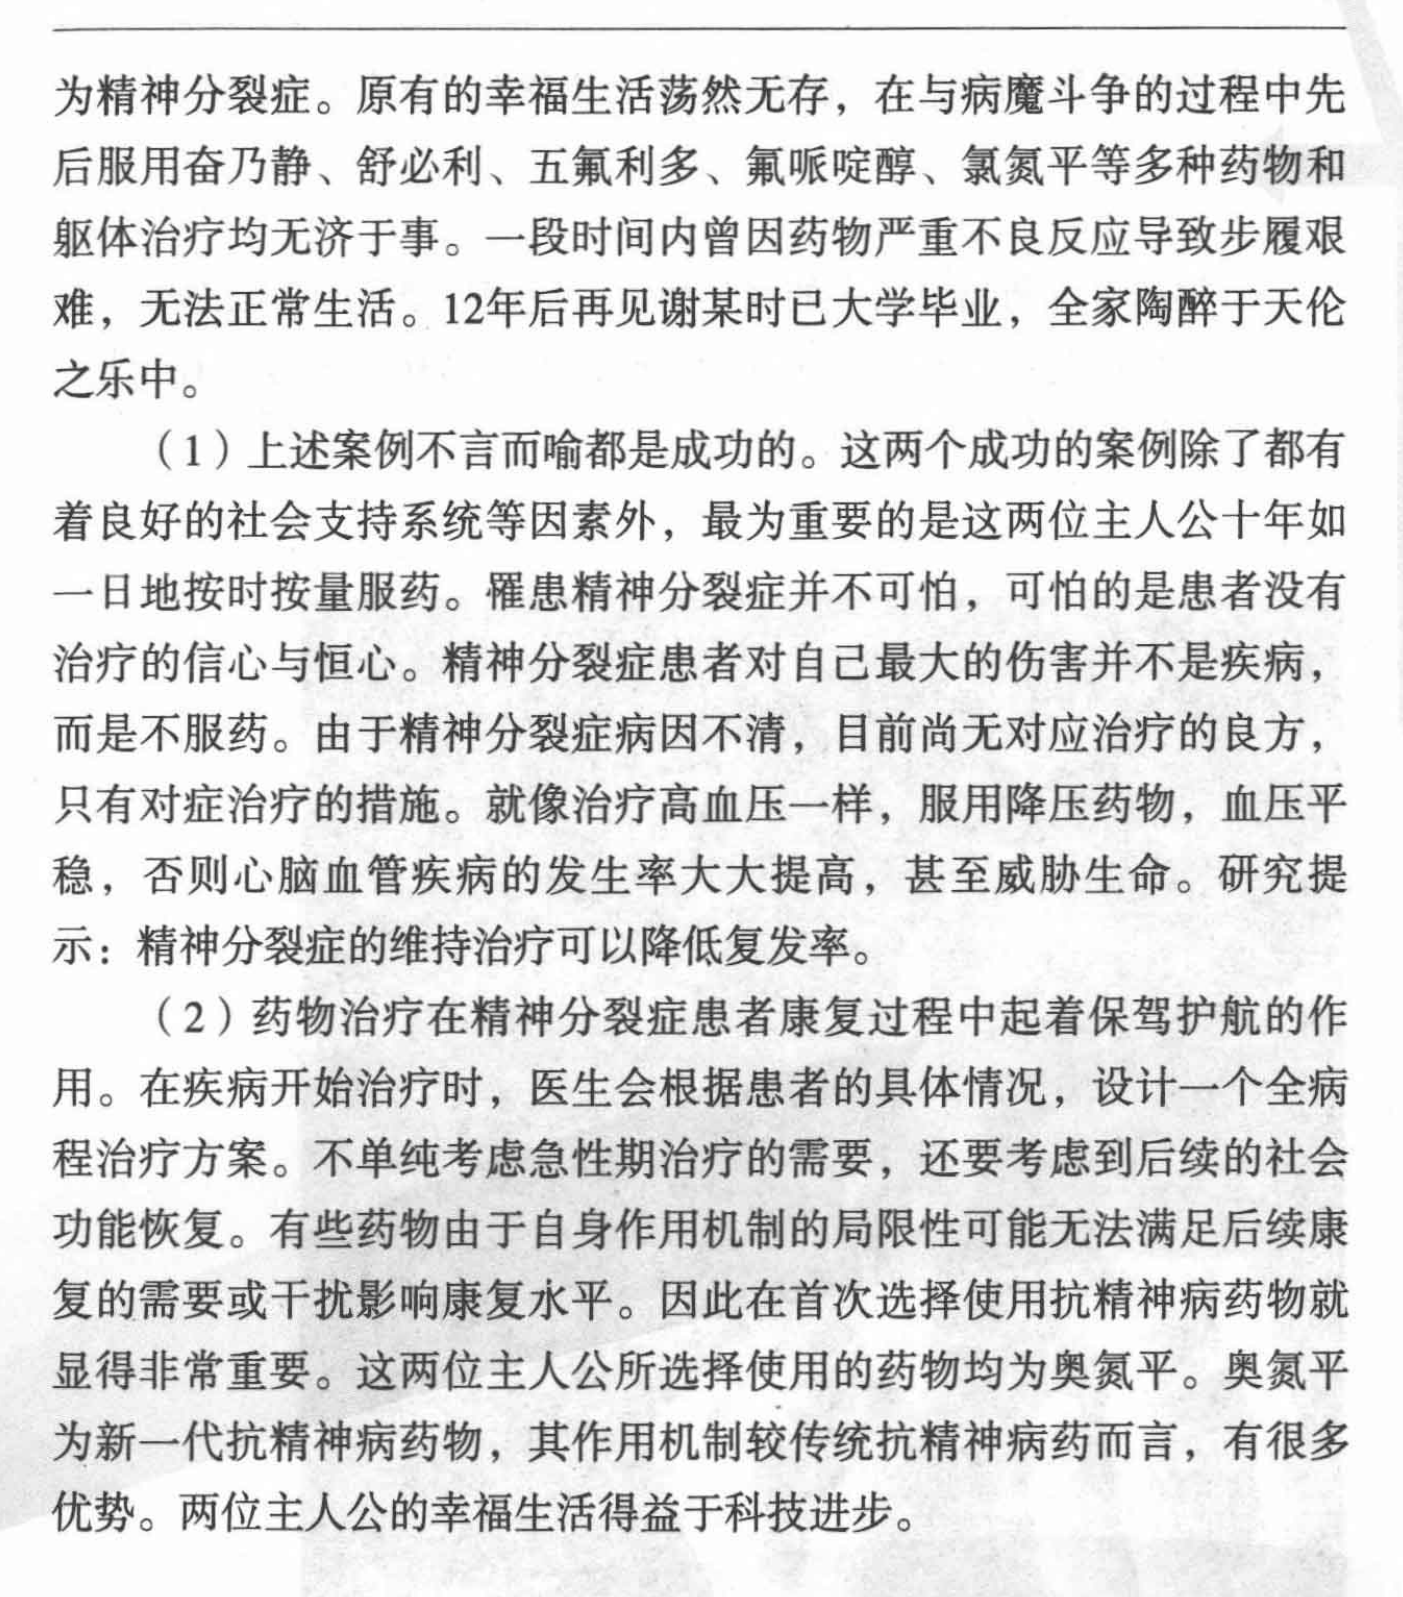 为精神分裂症。原有的幸福生活荡然无存，在与病魔斗争的过程中先
后服用奋乃静、舒必利、五氟利多、氟哌啶醇、氯氮平等多种药物和
躯体治疗均无济于事。一段时间内曾因药物严重不良反应导致步履艰
难，无法正常生活。12年后再见谢某时已大学毕业，全家陶醉于天伦
之乐中。
（1）上述案例不言而喻都是成功的。这两个成功的案例除了都有
着良好的社会支持系统等因素外，最为重要的是这两位主人公十年如
一日地按时按量服药。罹患精神分裂症并不可怕，可怕的是患者没有
治疗的信心与恒心。精神分裂症患者对自己最大的伤害并不是疾病，
而是不服药。由于精神分裂症病因不清，目前尚无对应治疗的良方，
只有对症治疗的措施。就像治疗高血压一样，服用降压药物，血压平
稳，否则心脑血管疾病的发生率大大提高，甚至威胁生命。研究提
示：精神分裂症的维持治疗可以降低复发率。
（2）药物治疗在精神分裂症患者康复过程中起着保驾护航的作
用。在疾病开始治疗时，医生会根据患者的具体情况，设计一个全病
程治疗方案。不单纯考虑急性期治疗的需要，还要考虑到后续的社会
功能恢复。有些药物由于自身作用机制的局限性可能无法满足后续康
复的需要或干扰影响康复水平。因此在首次选择使用抗精神病药物就
显得非常重要。这两位主人公所选择使用的药物均为奥氮平。奥氮平
为新一代抗精神病药物，其作用机制较传统抗精神病药而言，有很多
优势。两位主人公的幸福生活得益于科技进步。